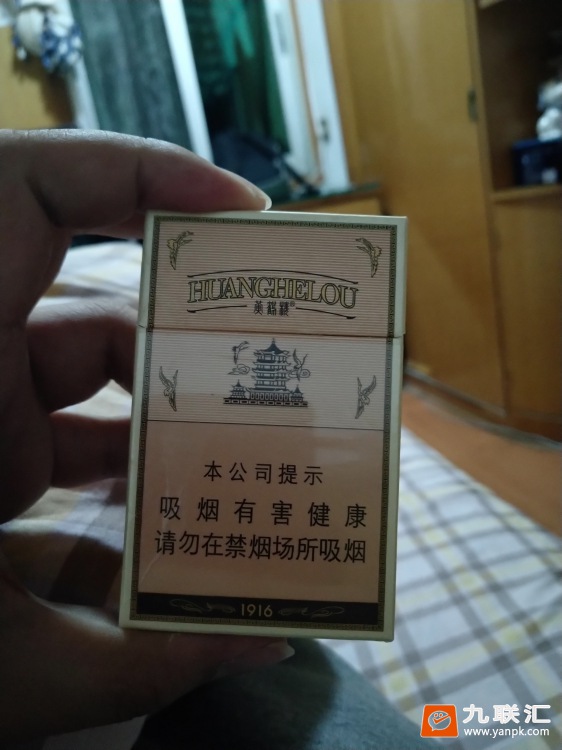 HUANGHELOU
黄鹤楼®
本公司提示
吸烟有害健康
请勿在禁烟场所吸烟
1916
九联汇
www.yanpk.com